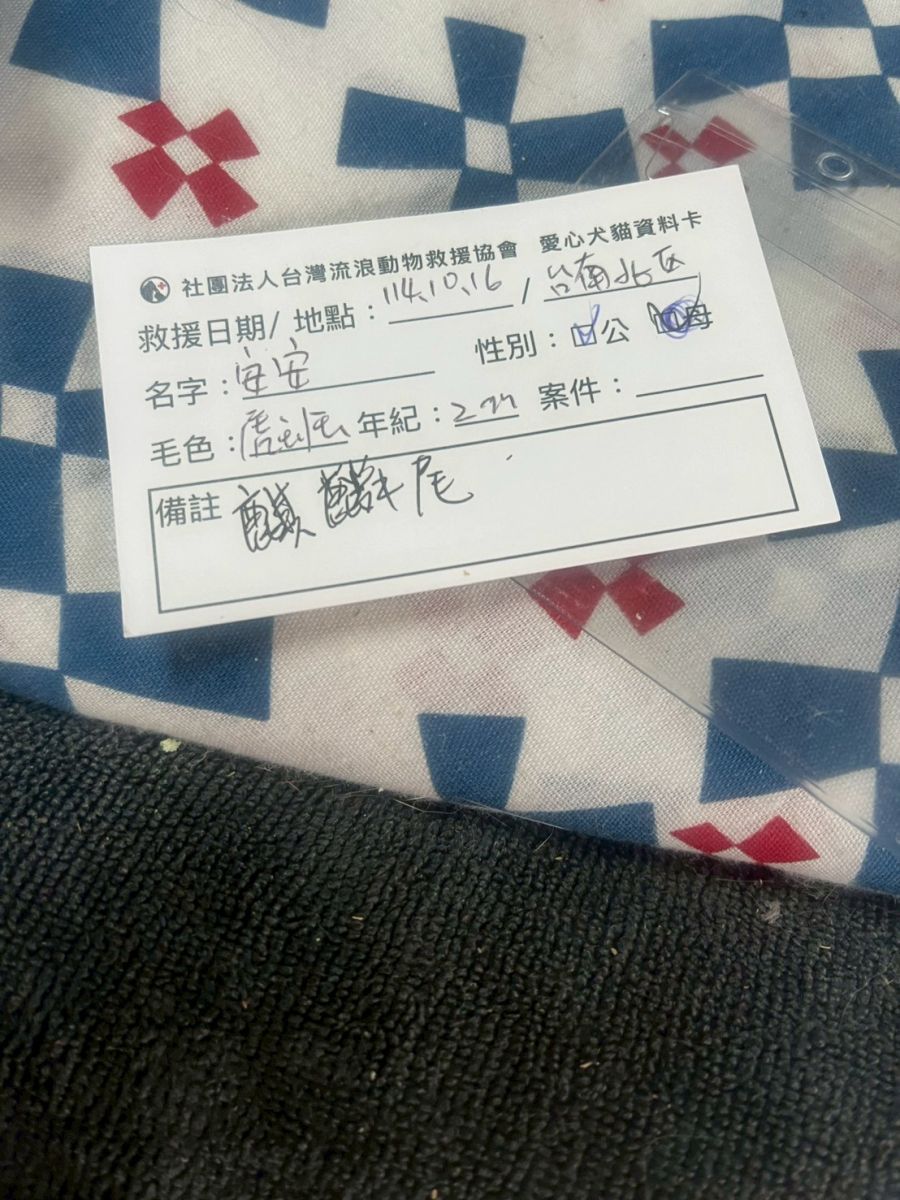 社團法人台灣流浪動物救援協會 愛心犬貓資料卡
救援日期/ 地點：114.10.16 / 台南北區
名字：安安 性別：☑公 母
毛色：虎斑 年紀：2m 案件：
備註 鹹 尾